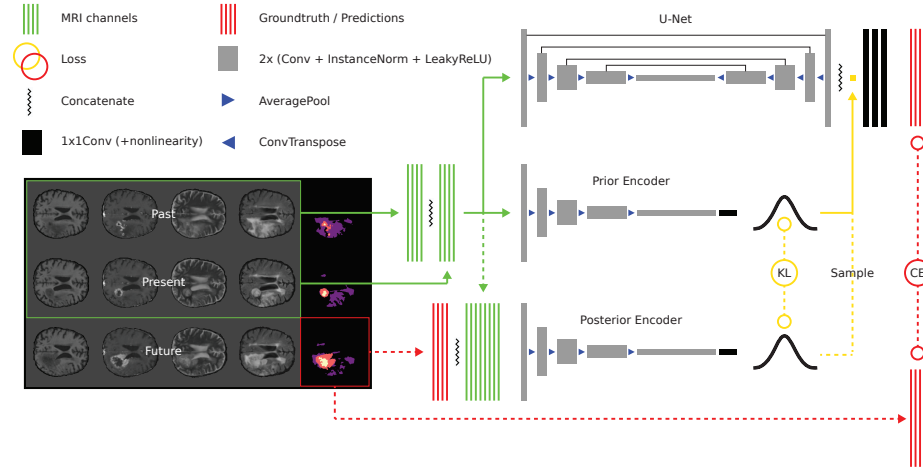 MRI channels
Groundtruth / Predictions
Loss
2x (Conv + InstanceNorm + LeakyReLU)
Concatenate
AveragePool
1x1Conv (+nonlinearity)
ConvTranspose
U-Net
Past
Present
Future
Prior Encoder
KL
Sample
CE
Posterior Encoder